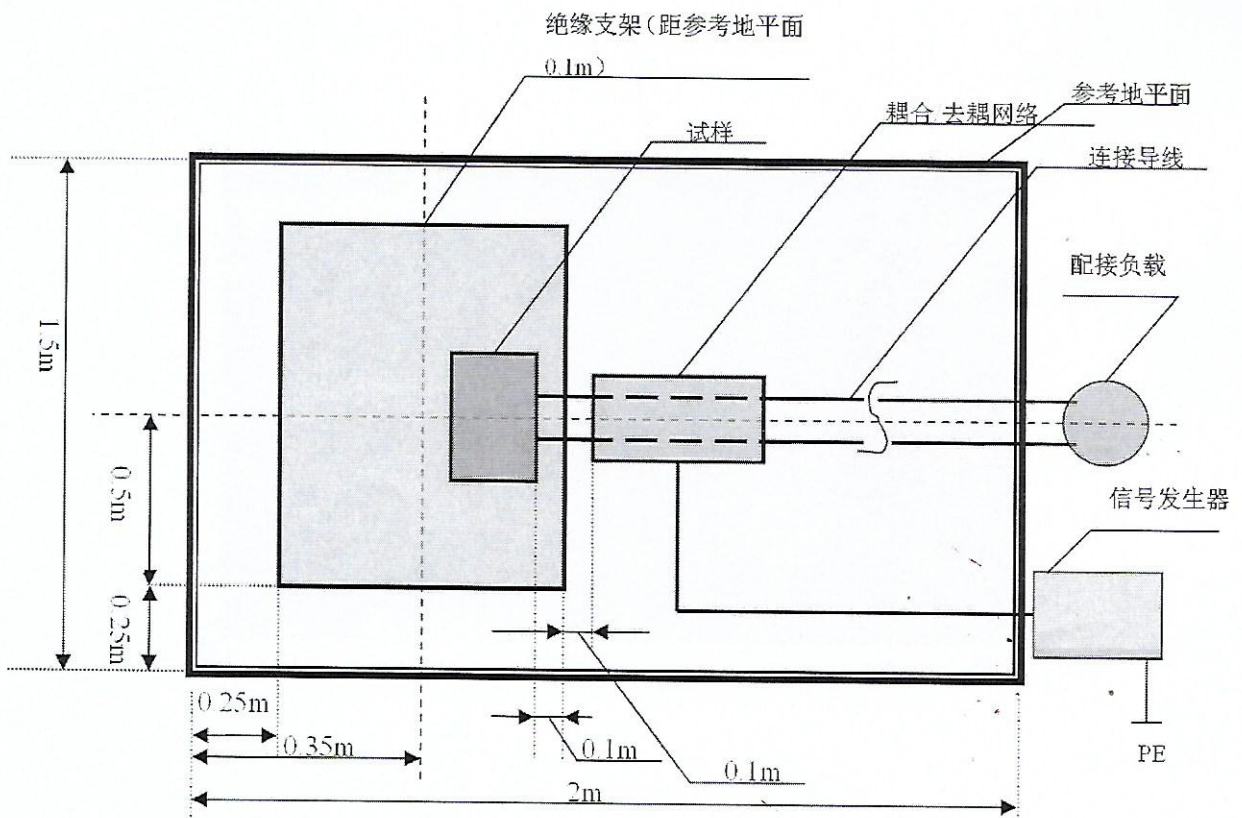 绝缘支架(距参考地平面
0.1m)
参考地平面
耦合 去耦网络
试样
连接导线
配接负载
1.5m
0.5m
信号发生器
0.25m
0.25m
0.35m
0.1m
0.1m
PE
2m